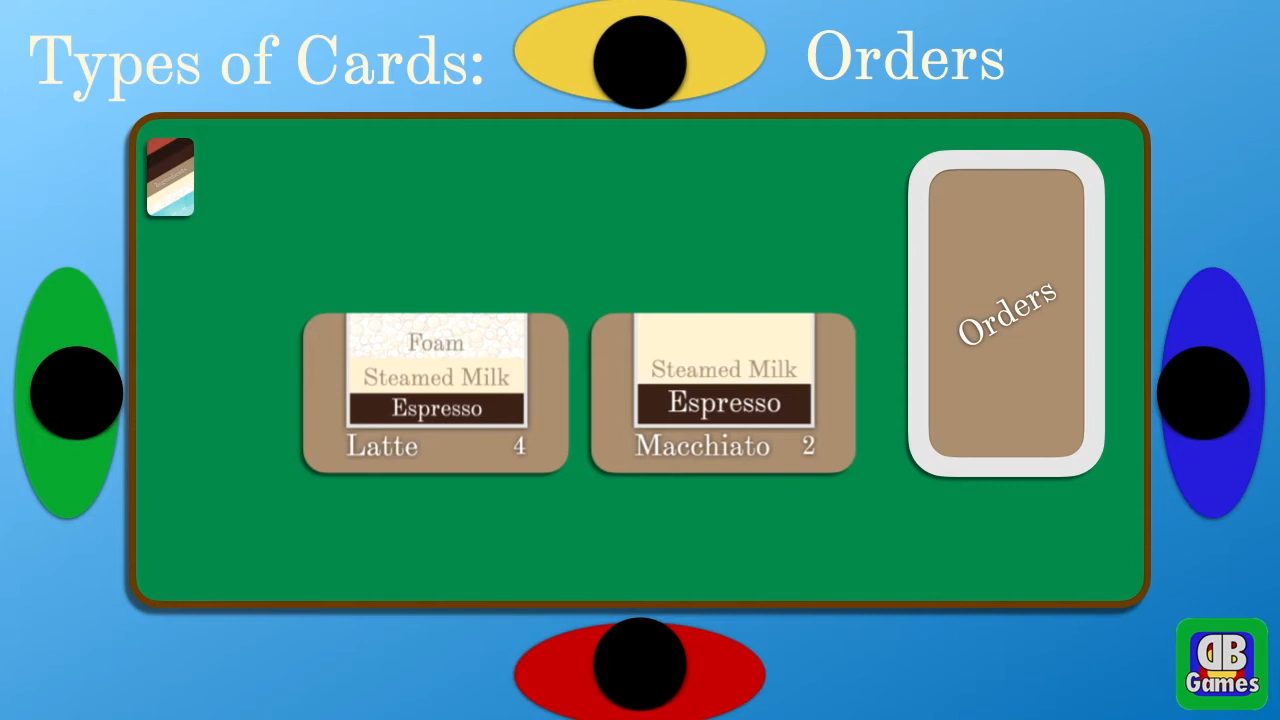 Types of Cards:
Orders
Orders
Foam
Steamed Milk
Espresso
Latte 4
Steamed Milk
Espresso
Macchiato 2
DB
Games